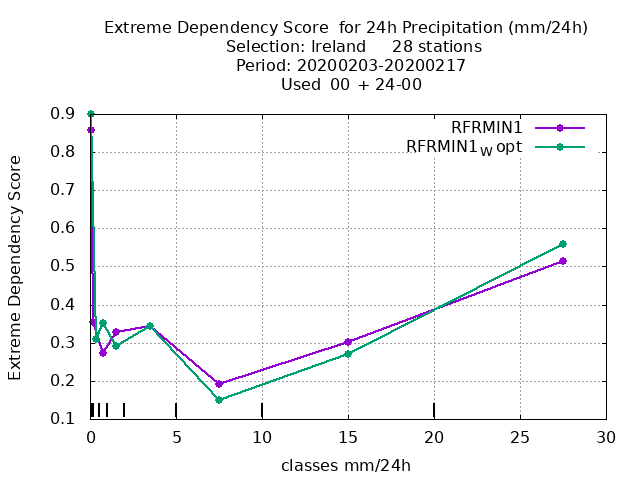 Extreme Dependency Score  for 24h Precipitation (mm/24h)
Selection: Ireland     28 stations
Period: 20200203-20200217
Used  00 + 24-00
RFRMIN1
RFRMIN1W opt
Extreme Dependency Score
0.9
0.8
0.7
0.6
0.5
0.4
0.3
0.2
0.1
0 5 10 15 20 25 30
classes mm/24h